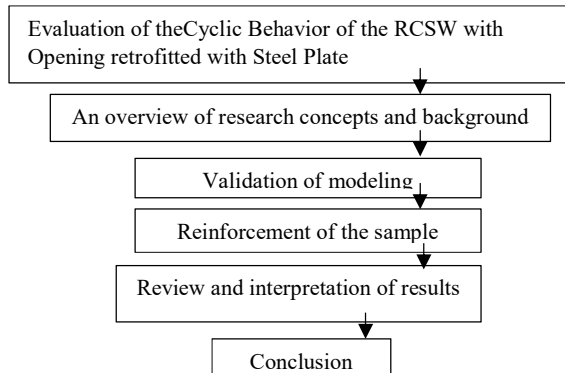 Evaluation of theCyclic Behavior of the RCSW with
Opening retrofitted with Steel Plate
An overview of research concepts and background
Validation of modeling
Reinforcement of the sample
Review and interpretation of results
Conclusion